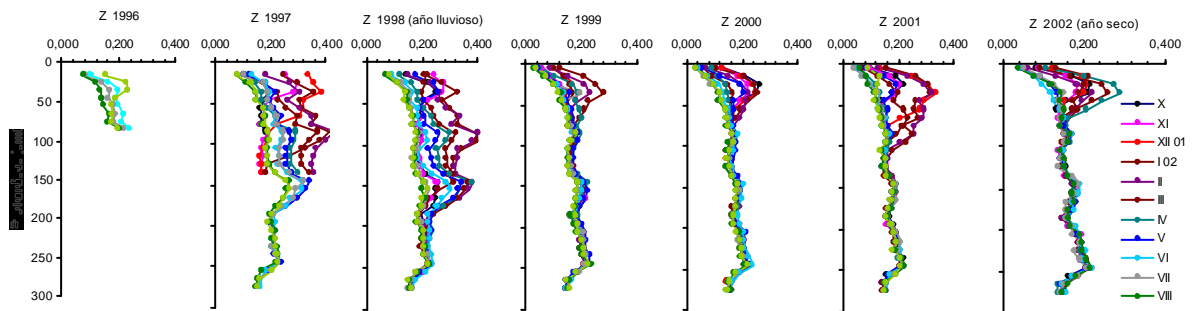 Z 1996
Z 1997
Z 1998 (año lluvioso)
Z 1999
Z 2000
Z 2001
Z 2002 (año seco)
0,000 0,200 0,400
0,000 0,200 0,400
0,000 0,200 0,400
0,000 0,200 0,400
0,000 0,200 0,400
0,000 0,200 0,400
0,000 0,200 0,400
0
50
100
150
200
250
300
X
XI
XII 01
I 02
II
III
IV
V
VI
VII
VIII